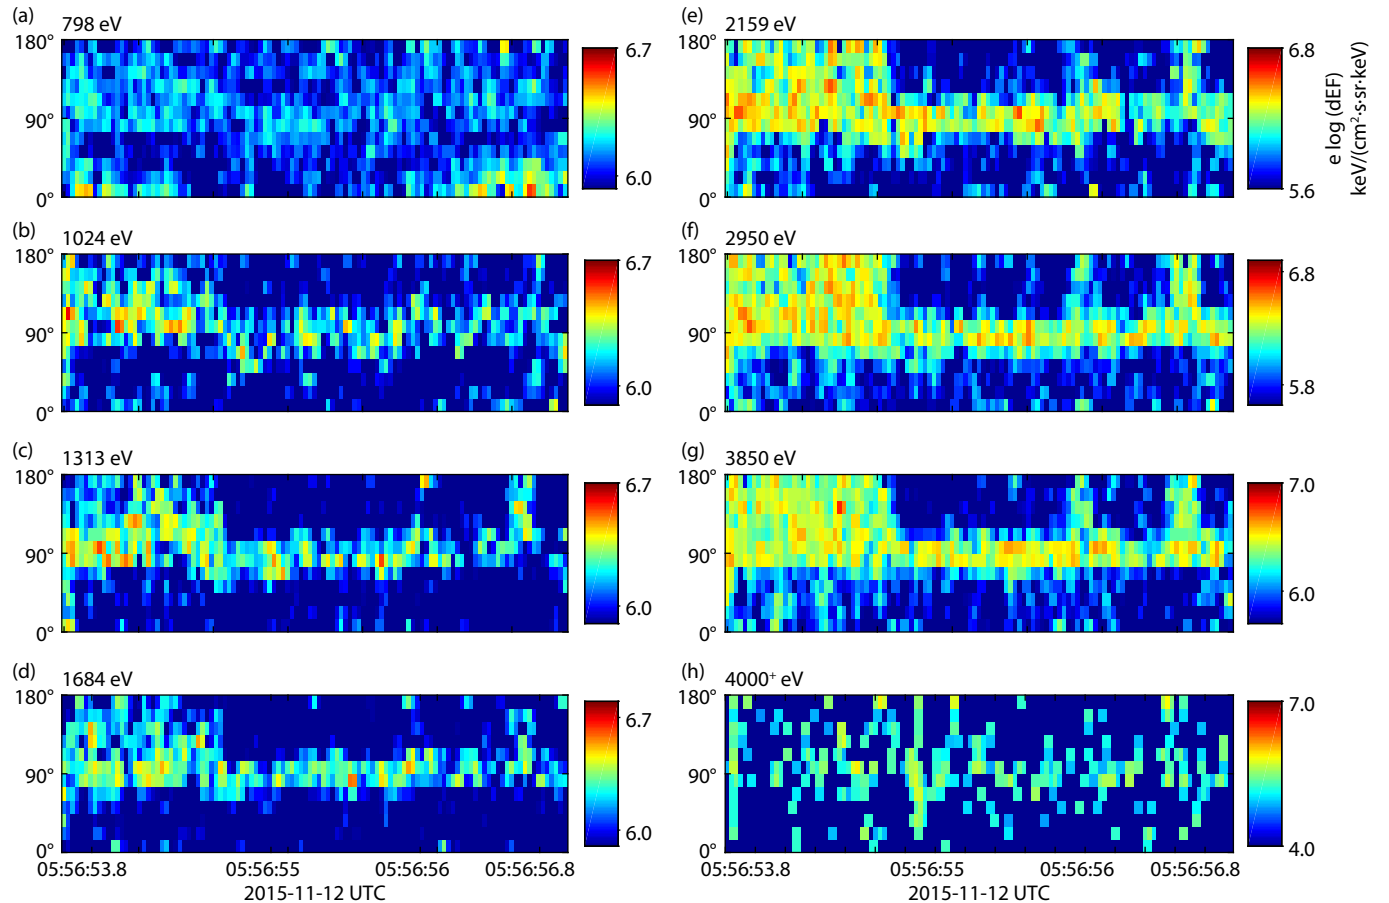 (a)
798 eV
180°
90°
0°
6.7
6.0
(b)
1024 eV
180°
90°
0°
6.7
6.0
(c)
1313 eV
180°
90°
0°
6.7
6.0
(d)
1684 eV
180°
90°
0°
6.7
6.0
05:56:53.8
05:56:55
05:56:56
05:56:56.8
2015-11-12 UTC
(e)
2159 eV
180°
90°
0°
6.8
5.6
e log (dEF)
keV/(cm²·s·sr·keV)
(f)
2950 eV
180°
90°
0°
6.8
5.8
(g)
3850 eV
180°
90°
0°
7.0
6.0
(h)
4000⁺ eV
180°
90°
0°
7.0
4.0
05:56:53.8
05:56:55
05:56:56
05:56:56.8
2015-11-12 UTC